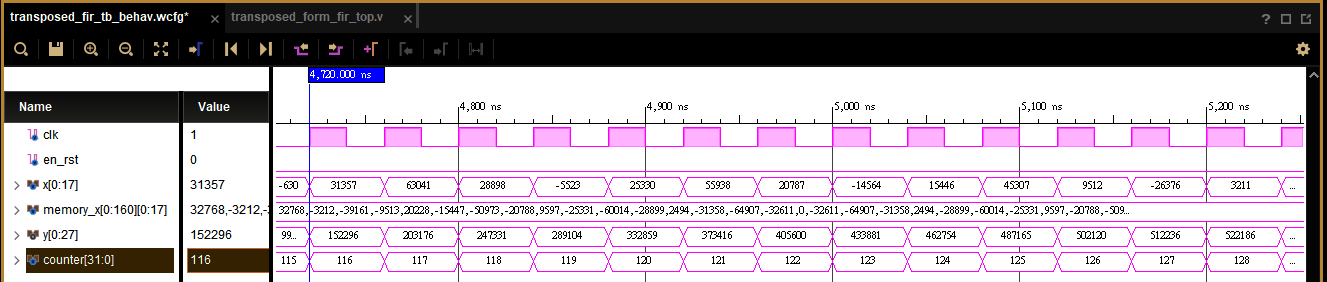 transposed_fir_tb_behav.wcfg* × transposed_form_fir_top.v ×
?
4,720.000 ns
Name Value
4,800 ns 4,900 ns 5,000 ns 5,100 ns 5,200 ns
clk 1
en_rst 0
x[0:17] 31357 -630 31357 63041 28898 -5523 25330 55938 20787 -14564 15446 45307 9512 -26376 3211 ...
memory_x[0:160][0:17] 32768,-3212,-3 32768,-3212,-39161,-9513,20228,-15447,-50973,-20788,9597,-25331,-60014,-28899,2494,-31358,-64907,-32611,0,-32611,-64907,-31358,2494,-28899,-60014,-25331,9597,-20788,-509...
y[0:27] 152296 99... 152296 203176 247331 289104 332859 373416 405600 433881 462754 487165 502120 512236 522186 ...
counter[31:0] 116 115 116 117 118 119 120 121 122 123 124 125 126 127 128 ...